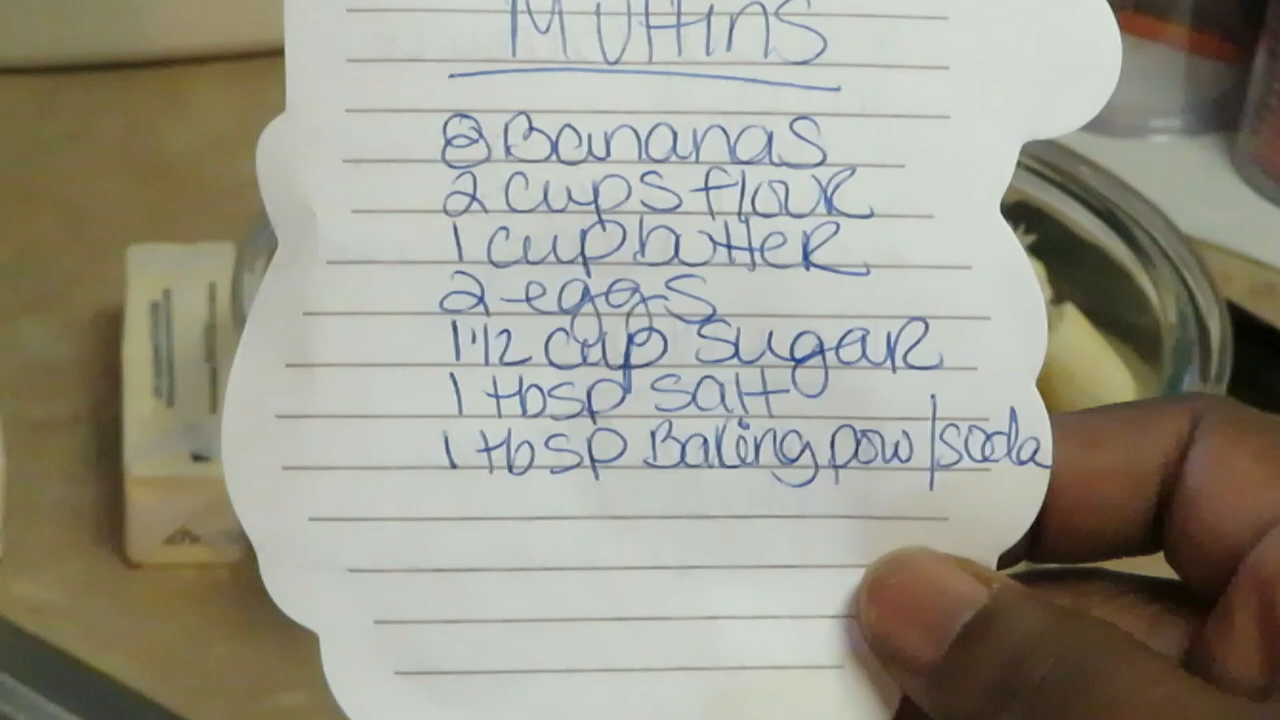 Muffins
8 Bananas
2 cups flour
1 cup butter
2 eggs
1 1/2 cup sugar
1 tbsp salt
1 tbsp Baking pow/soda